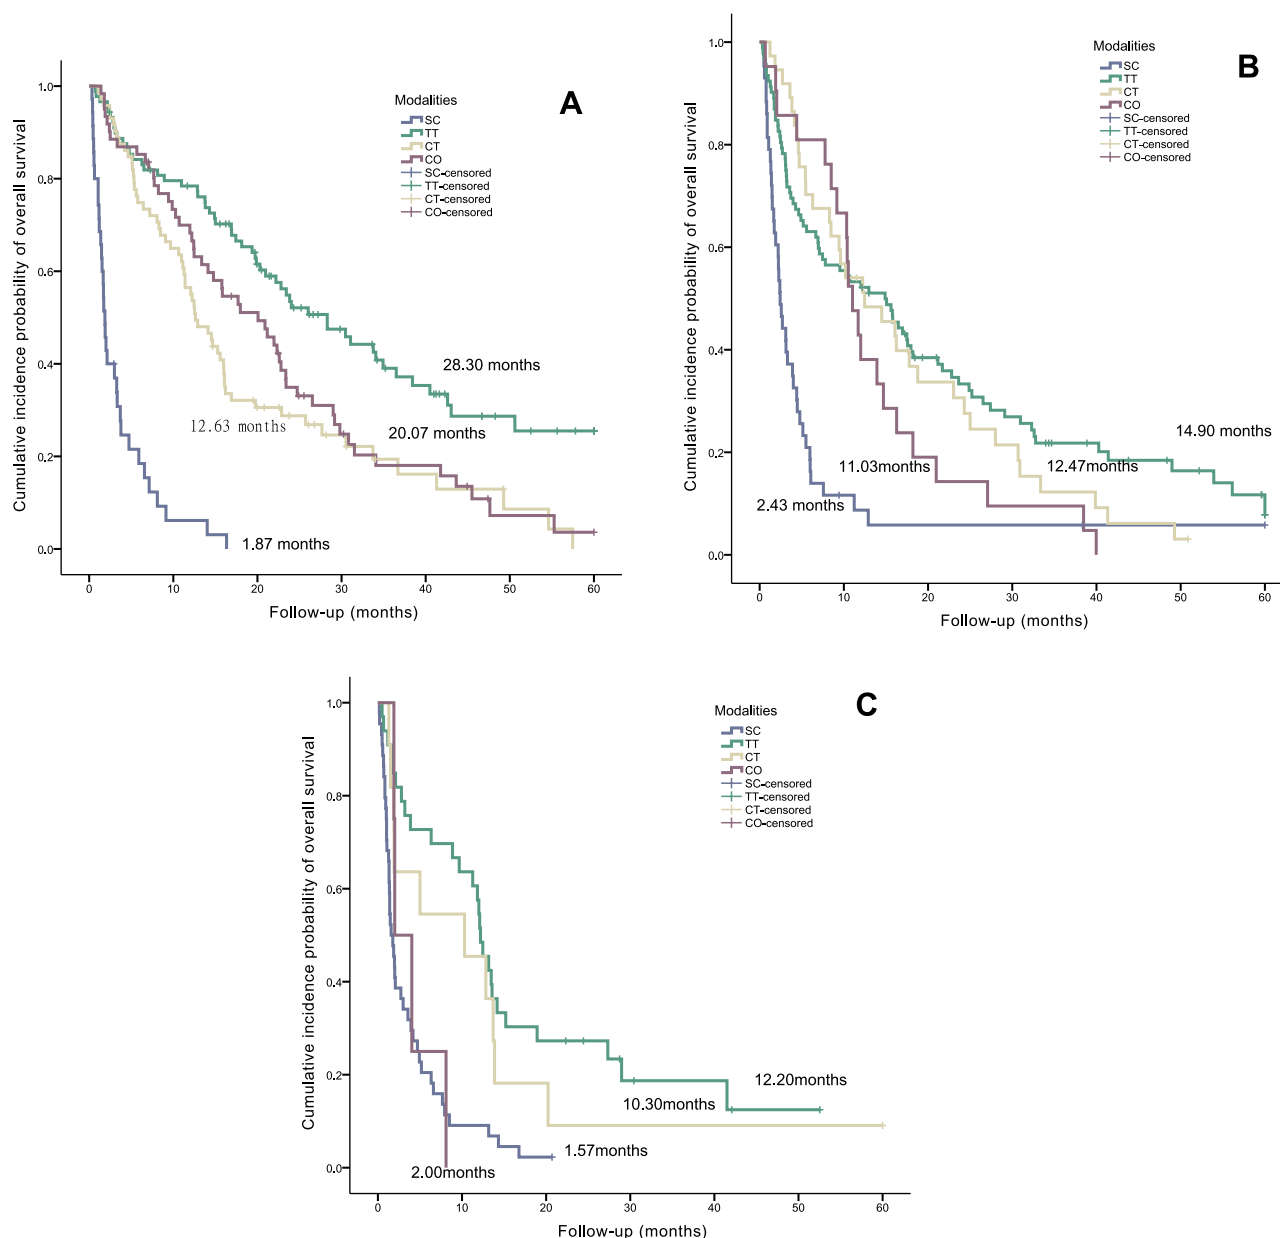 A
Modalities
SC
TT
CT
CO
SC-censored
TT-censored
CT-censored
CO-censored
Cumulative incidence probability of overall survival
1.0
0.8
0.6
0.4
0.2
0.0
28.30 months
12.63 months
20.07 months
1.87 months
0 10 20 30 40 50 60
Follow-up (months)
B
Modalities
SC
TT
CT
CO
SC-censored
TT-censored
CT-censored
CO-censored
Cumulative incidence probability of overall survival
1.0
0.8
0.6
0.4
0.2
0.0
14.90 months
11.03months
12.47months
2.43 months
0 10 20 30 40 50 60
Follow-up (months)
C
Modalities
SC
TT
CT
CO
SC-censored
TT-censored
CT-censored
CO-censored
Cumulative incidence probability of overall survival
1.0
0.8
0.6
0.4
0.2
0.0
12.20months
10.30months
1.57months
2.00months
0 10 20 30 40 50 60
Follow-up (months)